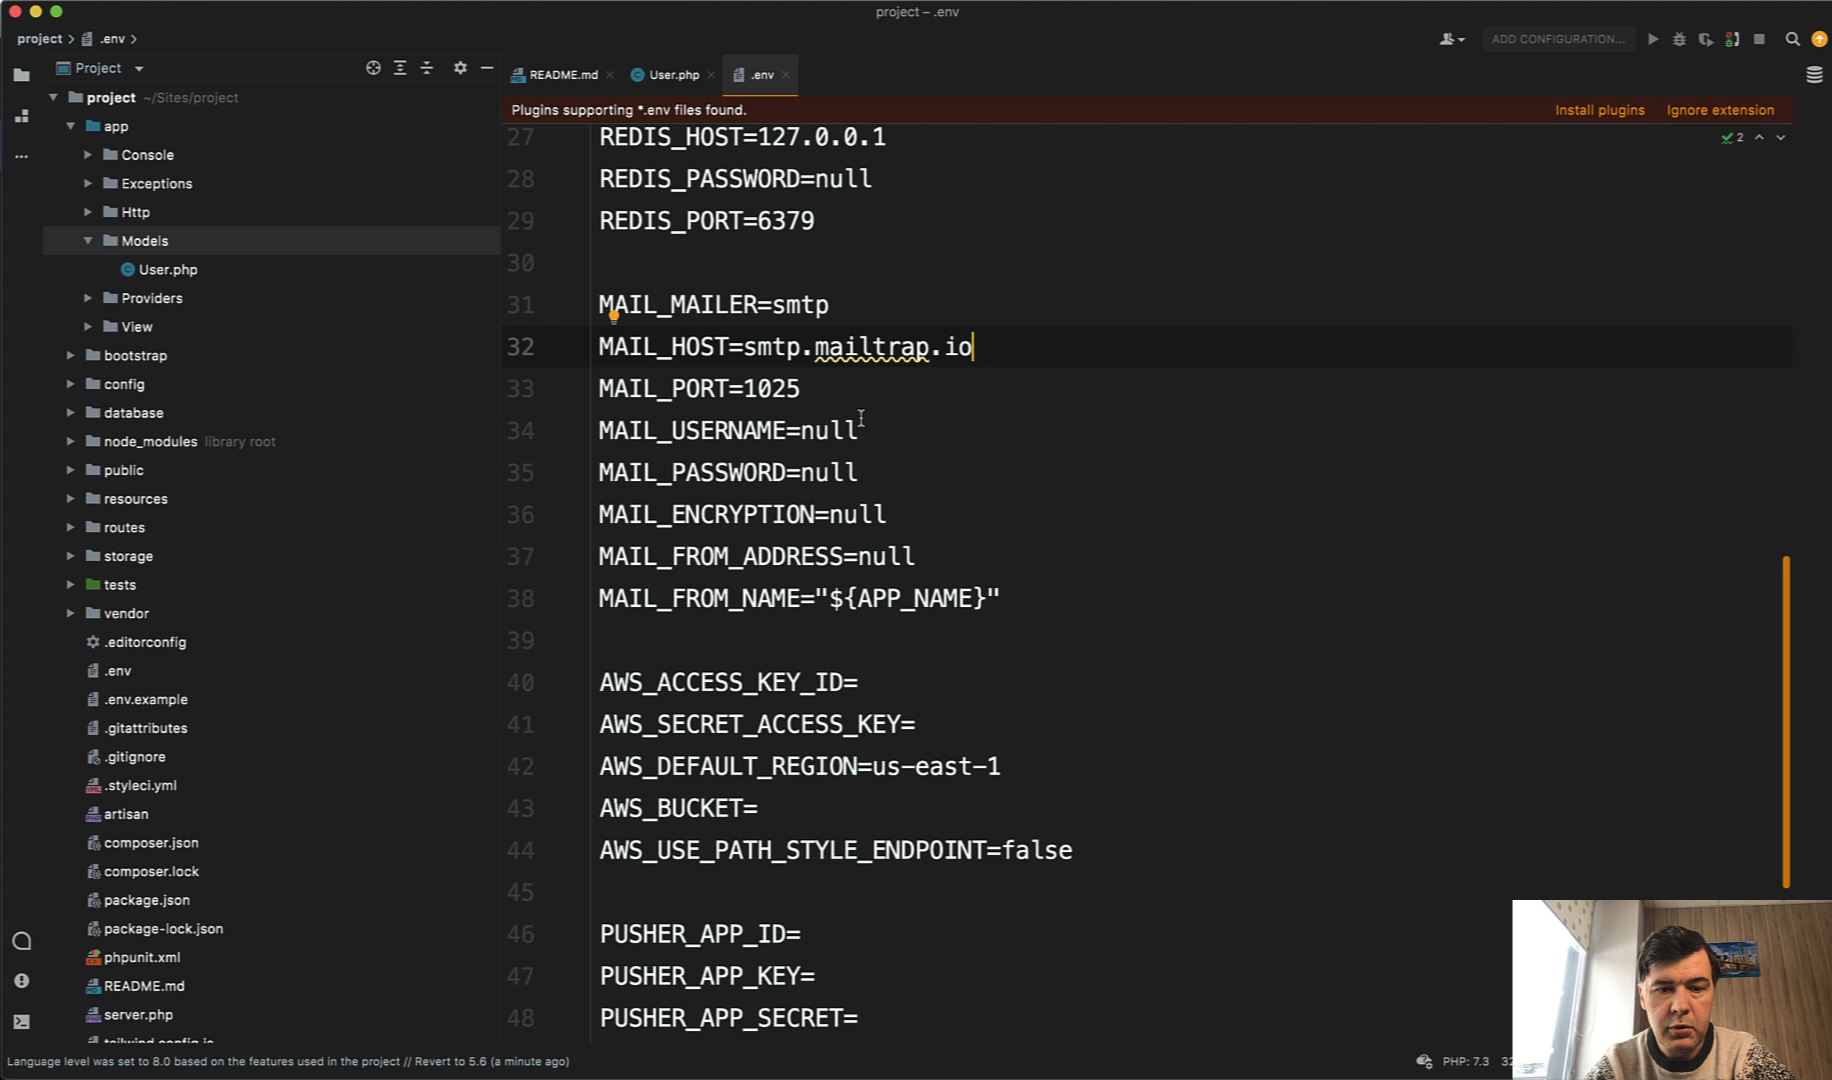 project – .env
project
.env
ADD CONFIGURATION...
Project
README.md
User.php
.env
Plugins supporting *.env files found.
Install plugins
Ignore extension
project ~/Sites/project
app
Console
Exceptions
Http
Models
User.php
Providers
View
bootstrap
config
database
node_modules library root
public
resources
routes
storage
tests
vendor
.editorconfig
.env
.env.example
.gitattributes
.gitignore
.styleci.yml
artisan
composer.json
composer.lock
package.json
package-lock.json
phpunit.xml
README.md
server.php
2
27 REDIS_HOST=127.0.0.1
28 REDIS_PASSWORD=null
29 REDIS_PORT=6379
30
31 MAIL_MAILER=smtp
32 MAIL_HOST=smtp.mailtrap.io
33 MAIL_PORT=1025
34 MAIL_USERNAME=null
35 MAIL_PASSWORD=null
36 MAIL_ENCRYPTION=null
37 MAIL_FROM_ADDRESS=null
38 MAIL_FROM_NAME="${APP_NAME}"
39
40 AWS_ACCESS_KEY_ID=
41 AWS_SECRET_ACCESS_KEY=
42 AWS_DEFAULT_REGION=us-east-1
43 AWS_BUCKET=
44 AWS_USE_PATH_STYLE_ENDPOINT=false
45
46 PUSHER_APP_ID=
47 PUSHER_APP_KEY=
48 PUSHER_APP_SECRET=
Language level was set to 8.0 based on the features used in the project // Revert to 5.6 (a minute ago)
PHP: 7.3